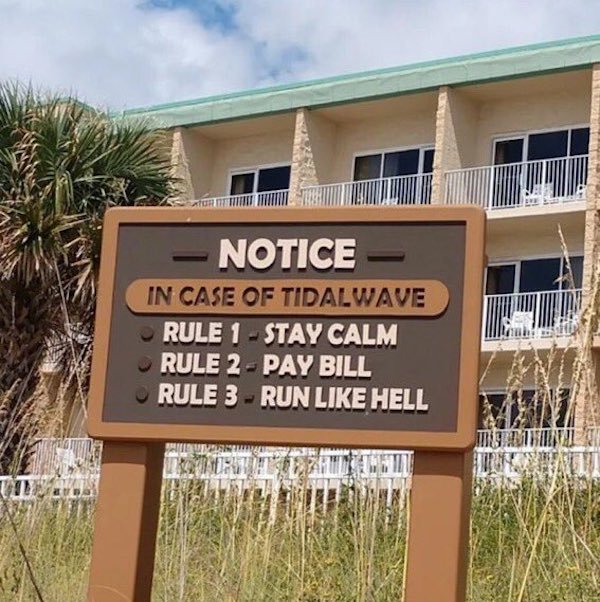 NOTICE
IN CASE OF TIDALWAVE
RULE 1 - STAY CALM
RULE 2 - PAY BILL
RULE 3 - RUN LIKE HELL